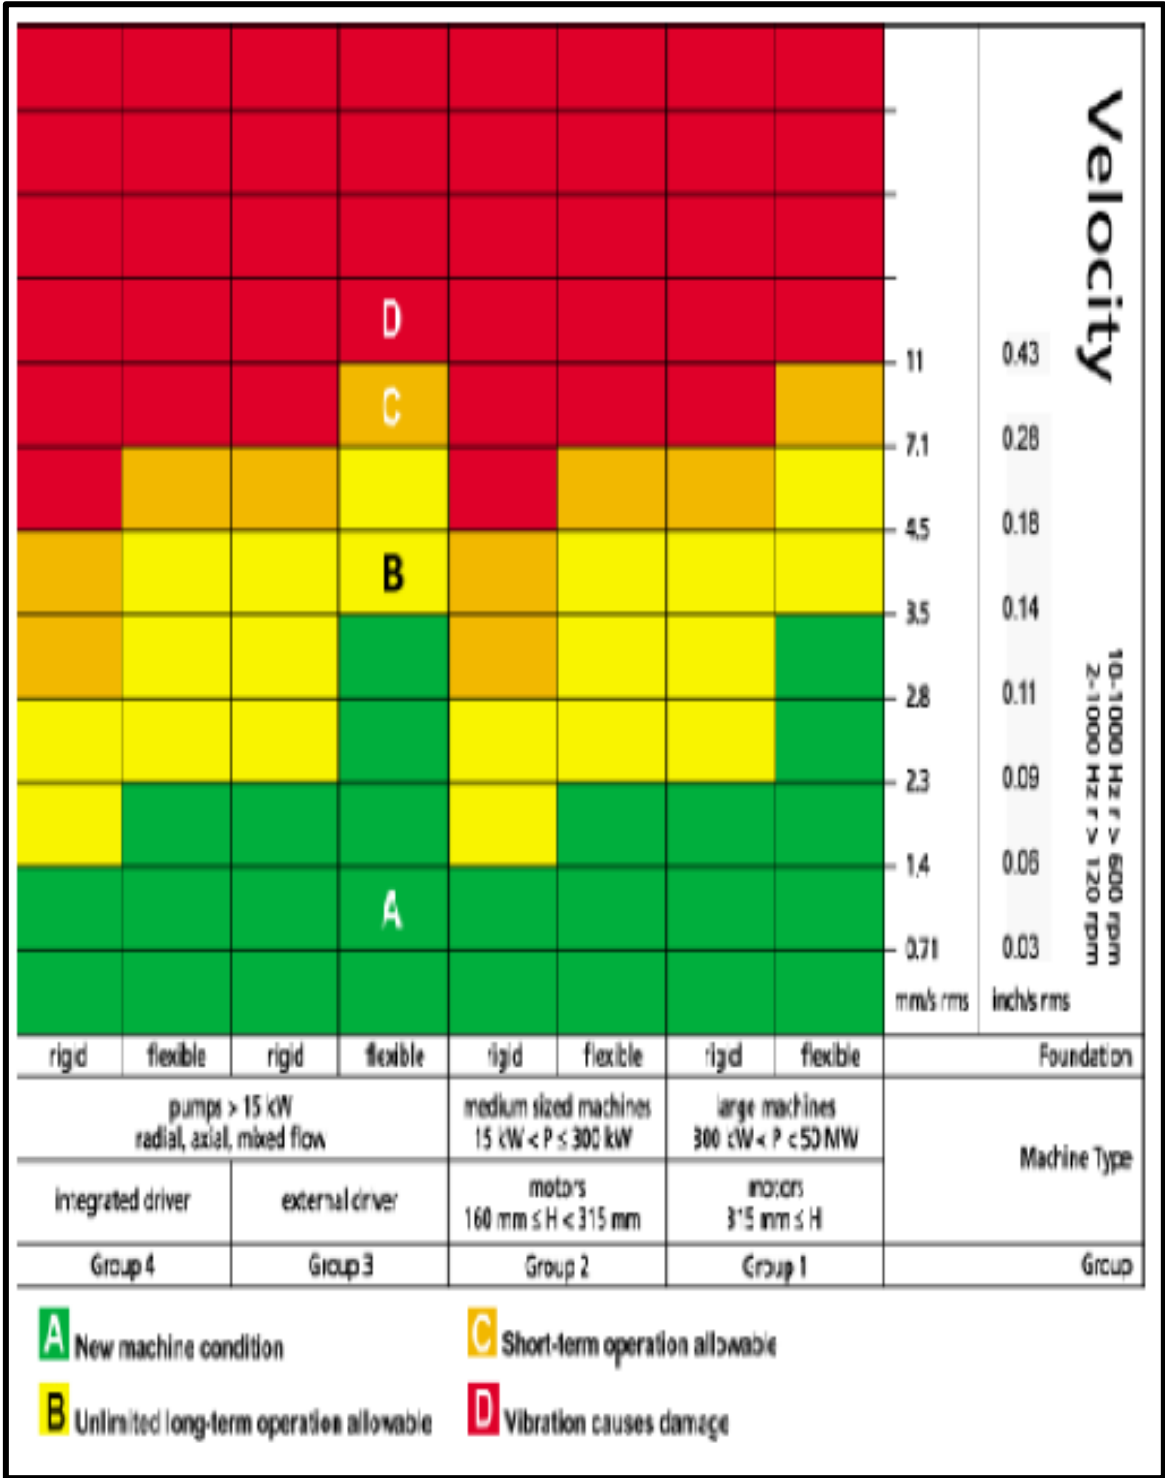 Velocity
10-1000 Hz r > 600 rpm
2-1000 Hz r > 120 rpm
D
11 0.43
C
7.1 0.28
4.5 0.18
B
3.5 0.14
2.8 0.11
2.3 0.09
1.4 0.06
A
0.71 0.03
mm/s rms inch/s rms
rigid flexible rigid flexible rigid flexible rigid flexible Foundation
pumps > 15 kW
radial, axial, mixed flow
medium sized machines
15 kW < P ≤ 300 kW
large machines
300 kW < P < 50 MW
Machine Type
integrated driver
external driver
motors
160 mm ≤ H < 315 mm
motors
315 mm ≤ H
Group 4 Group 3 Group 2 Group 1 Group
A New machine condition
C Short-term operation allowable
B Unlimited long-term operation allowable
D Vibration causes damage